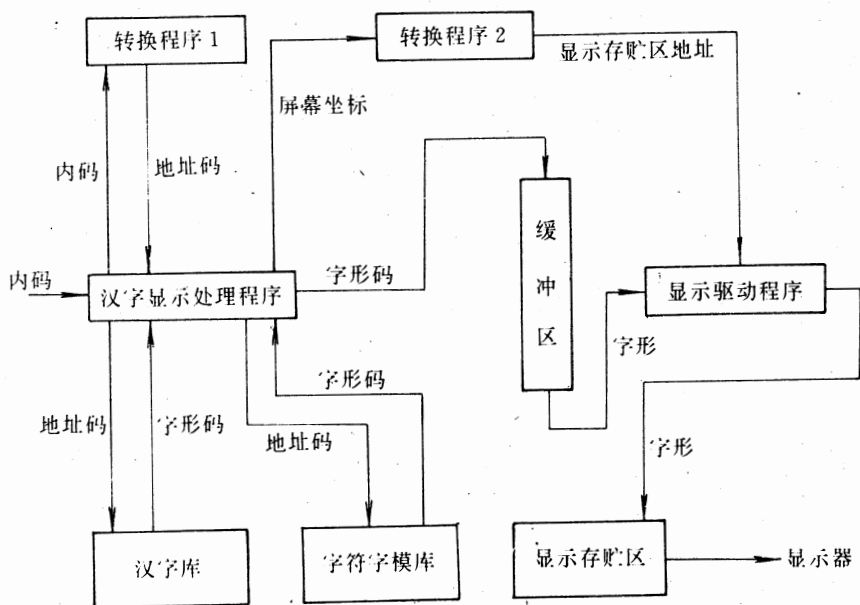 转换程序1
转换程序2
显示存贮区地址
屏幕坐标
内码
地址码
缓冲区
内码
汉字显示处理程序
字形码
显示驱动程序
字形
字形码
地址码
字形码
地址码
字形
汉字库
字符字模库
显示存贮区
显示器